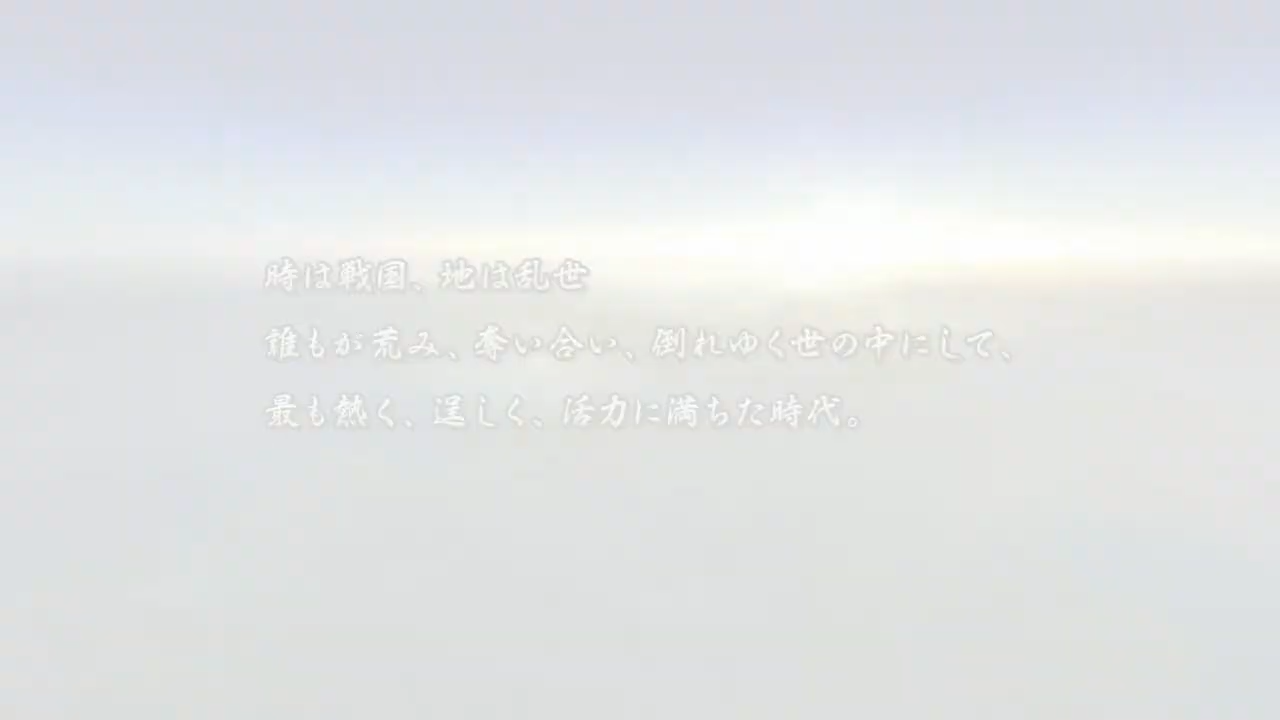 時は戦国、地は乱世
誰もが荒み、奪い合い、倒れゆく世の中にして、
最も熱く、逞しく、活力に満ちた時代。